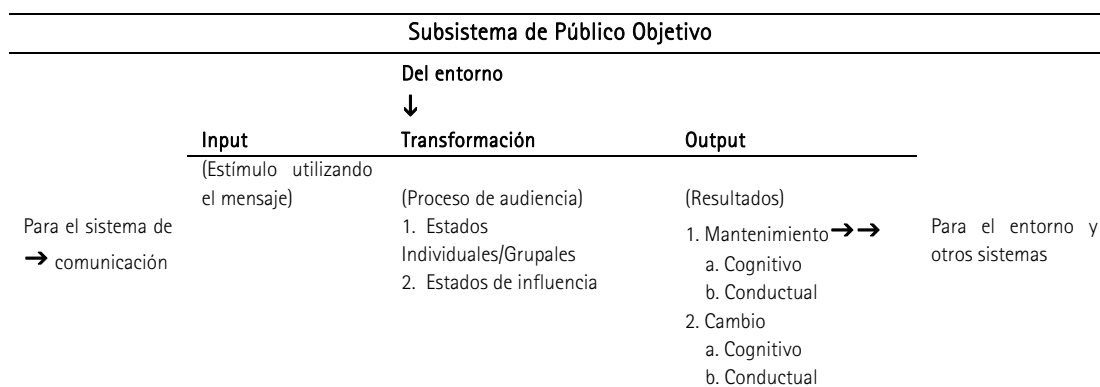 Subsistema de Público Objetivo
Del entorno
↓
Input Transformación Output
(Estímulo utilizando
el mensaje)
(Proceso de audiencia)
(Resultados)
Para el sistema de
→ comunicación
1. Estados
Individuales/Grupales
2. Estados de influencia
1. Mantenimiento→→
a. Cognitivo
b. Conductual
2. Cambio
a. Cognitivo
b. Conductual
Para el entorno y
otros sistemas